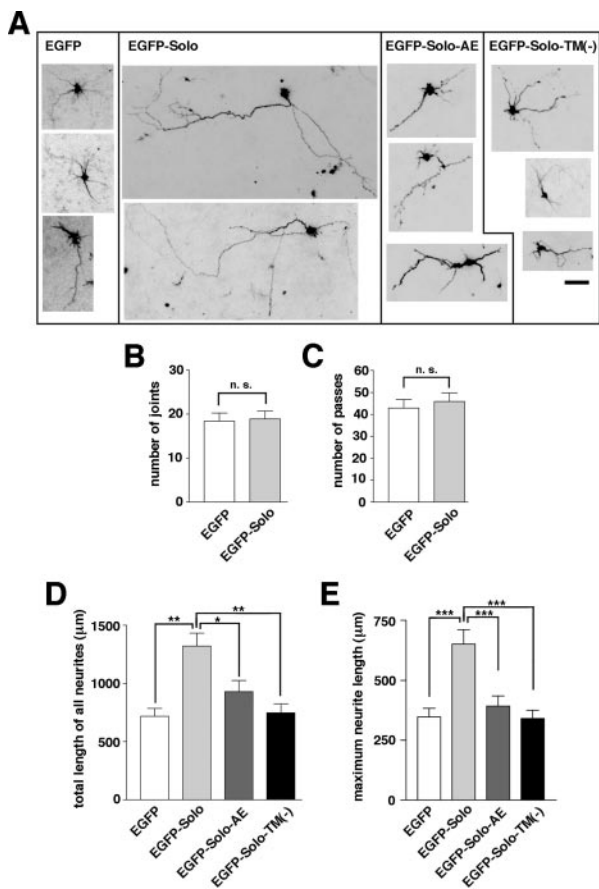 A
EGFP
EGFP-Solo
EGFP-Solo-AE
EGFP-Solo-TM(-)
B
number of joints
30
20
10
0
n. s.
EGFP
EGFP-Solo
C
number of passes
60
50
40
30
20
10
0
n. s.
EGFP
EGFP-Solo
D
total length of all neurites (μm)
1500
1000
500
0
**
*
**
EGFP
EGFP-Solo
EGFP-Solo-AE
EGFP-Solo-TM(-)
E
maximum neurite length (μm)
750
500
250
0
***
***
***
EGFP
EGFP-Solo
EGFP-Solo-AE
EGFP-Solo-TM(-)